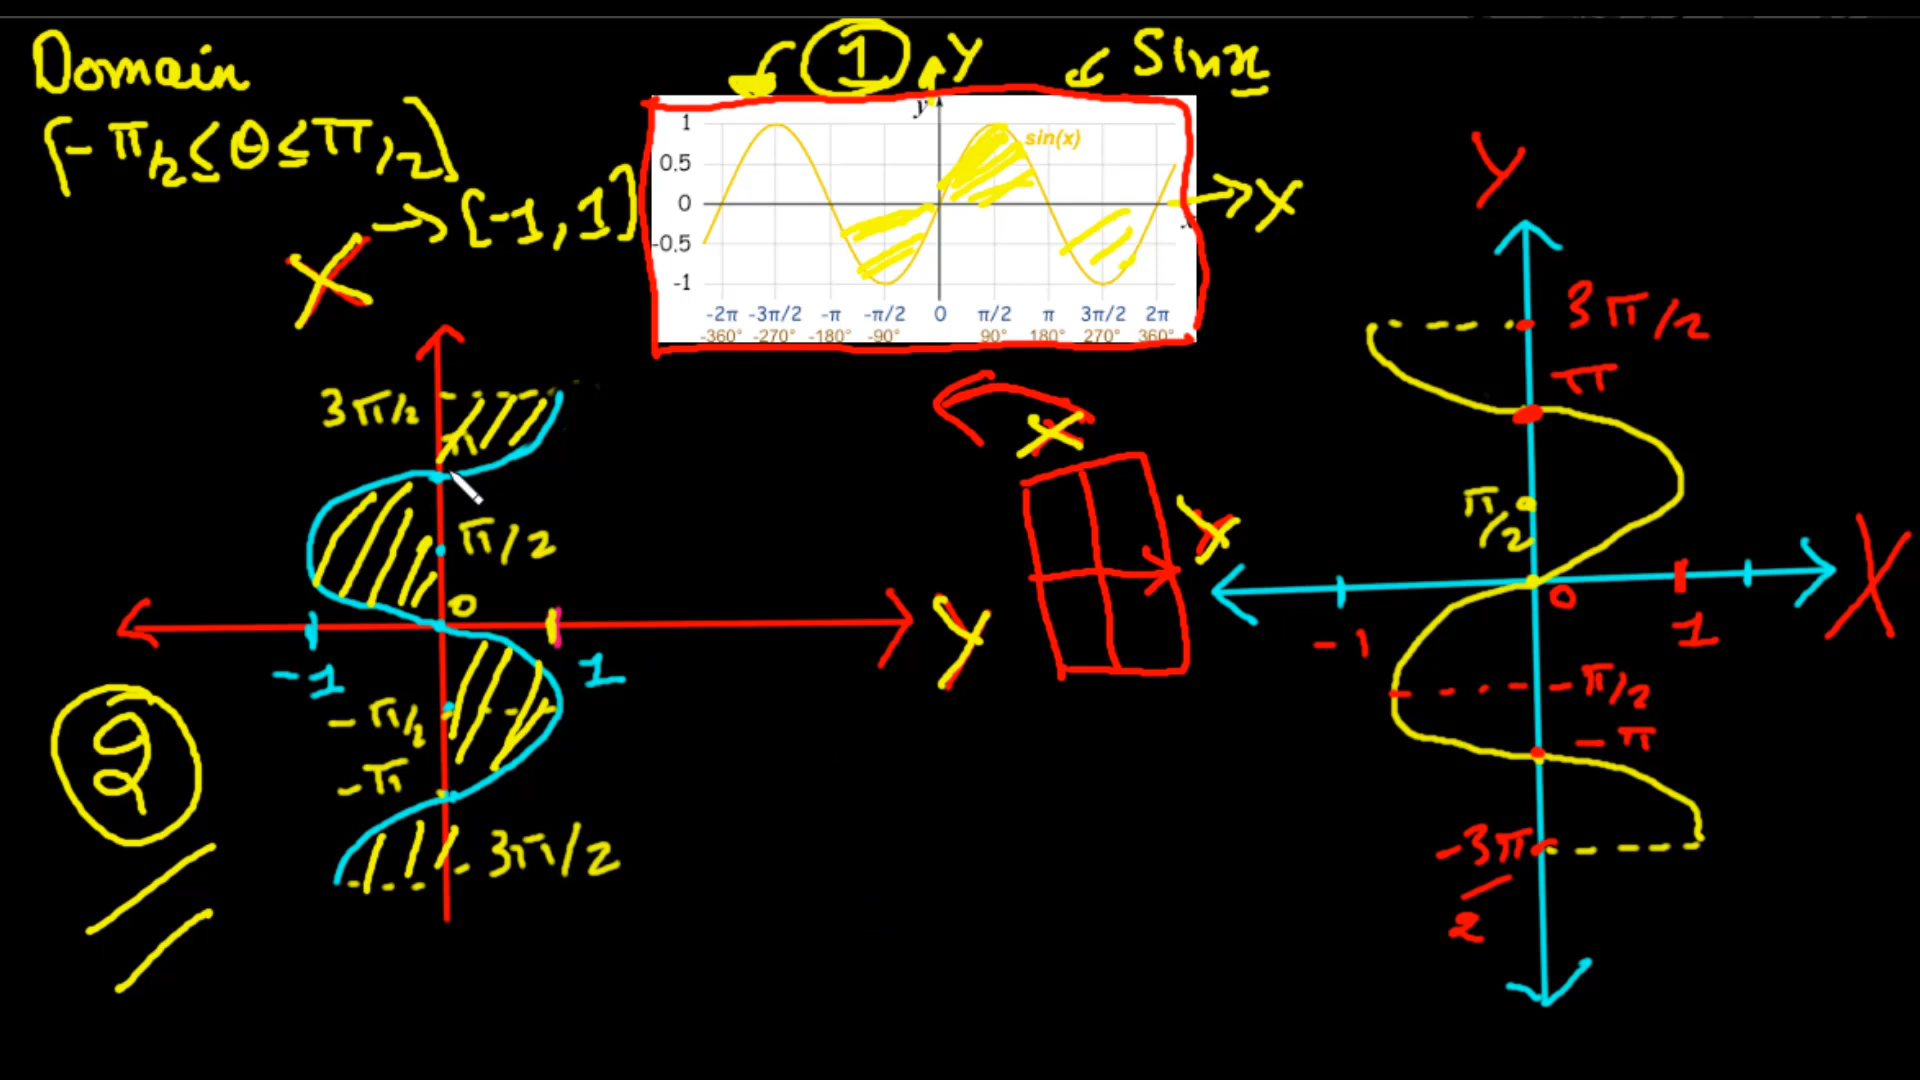 Domain
[-π/2 ≤ θ ≤ π/2]
→ [-1, 1]
1
Y
Sinx
y
1
0.5
0
-0.5
-1
sin(x)
x
-2π -3π/2 -π -π/2 0 π/2 π 3π/2 2π
-360° -270° -180° -90° 90° 180° 270° 360°
X
X
3π/2
π
π/2
0
-1
1
-π/2
-π
-3π/2
Y
2
X
Y
Y
3π/2
π
π/2
0
-1
1
X
-π/2
-π
-3π/2